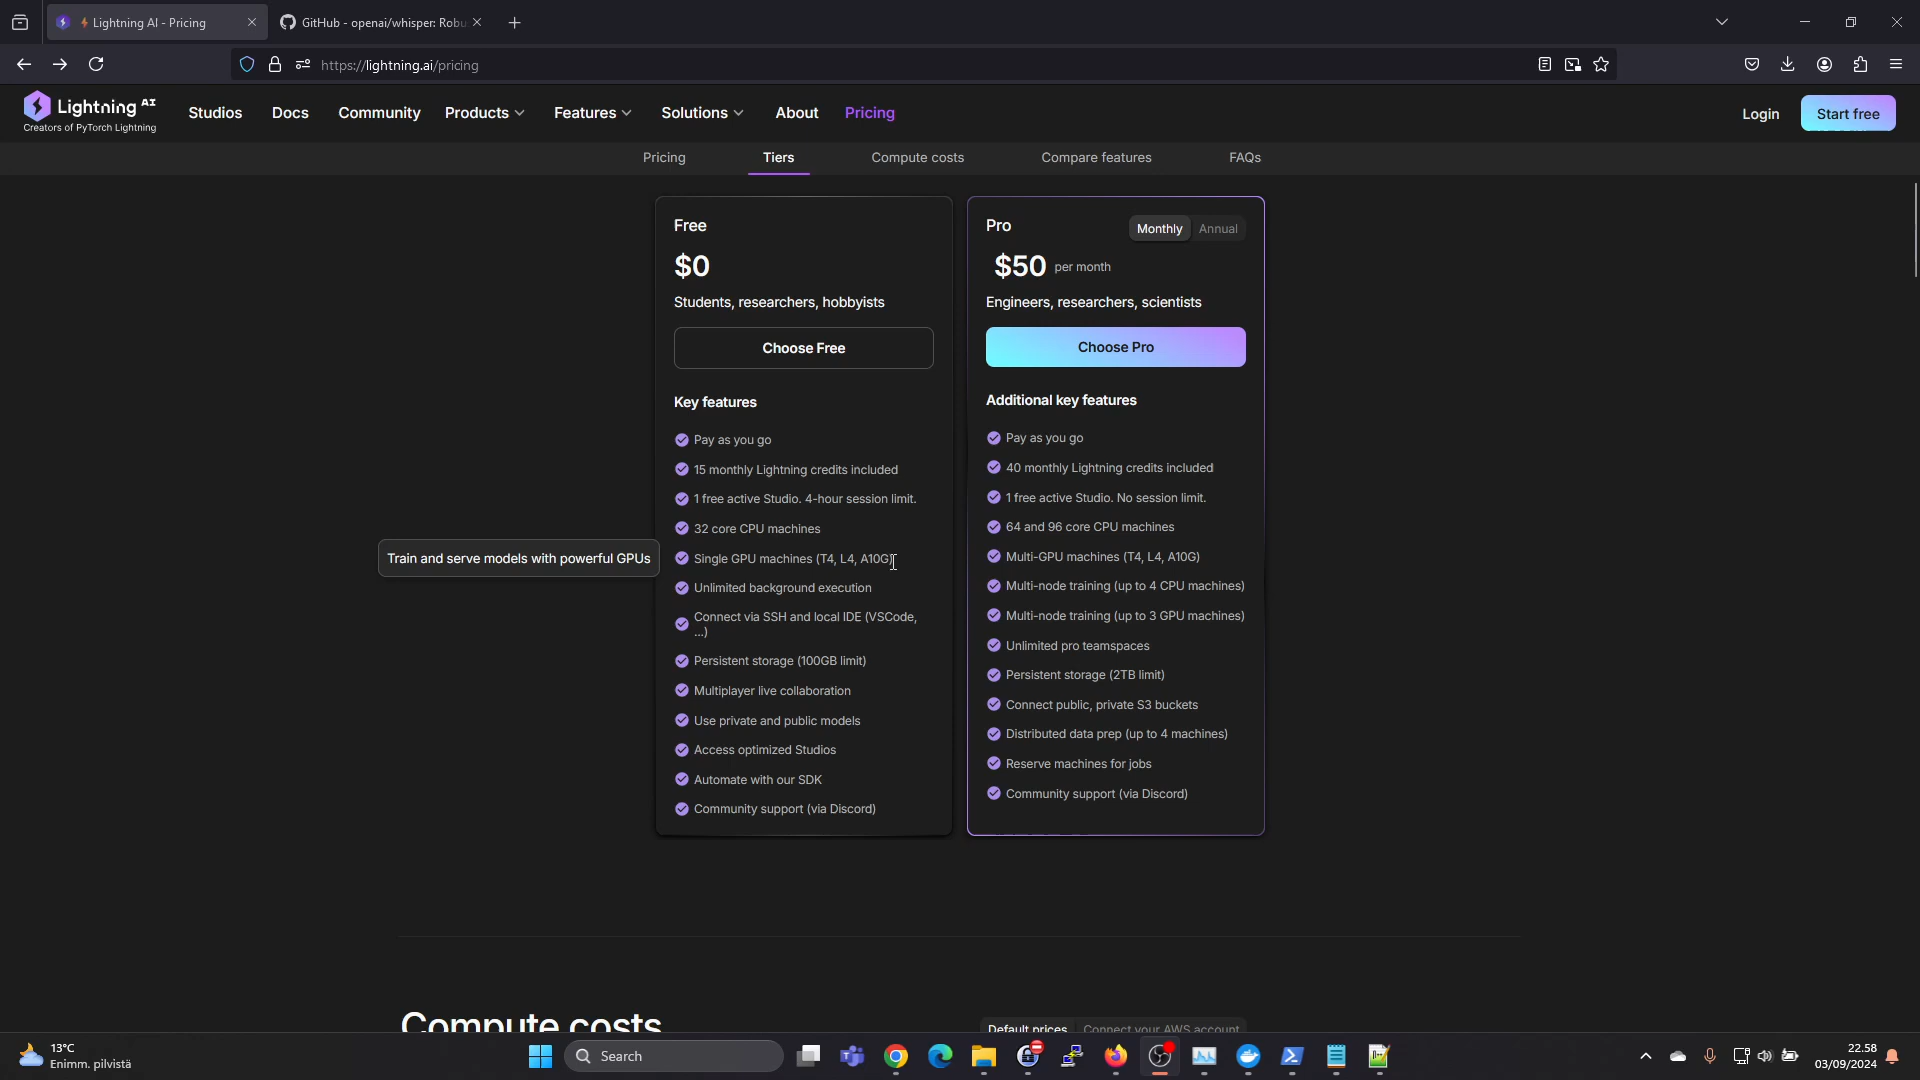 Lightning AI - Pricing
GitHub - openai/whisper: Robu
https://lightning.ai/pricing
Lightning AI
Creators of PyTorch Lightning
Studios
Docs
Community
Products
Features
Solutions
About
Pricing
Login
Start free
Pricing
Tiers
Compute costs
Compare features
FAQs
Free
$0
Students, researchers, hobbyists
Choose Free
Key features
Pay as you go
15 monthly Lightning credits included
1 free active Studio. 4-hour session limit.
32 core CPU machines
Train and serve models with powerful GPUs
Single GPU machines (T4, L4, A10G)
Unlimited background execution
Connect via SSH and local IDE (VSCode,
...)
Persistent storage (100GB limit)
Multiplayer live collaboration
Use private and public models
Access optimized Studios
Automate with our SDK
Community support (via Discord)
Pro
Monthly
Annual
$50 per month
Engineers, researchers, scientists
Choose Pro
Additional key features
Pay as you go
40 monthly Lightning credits included
1 free active Studio. No session limit.
64 and 96 core CPU machines
Multi-GPU machines (T4, L4, A10G)
Multi-node training (up to 4 CPU machines)
Multi-node training (up to 3 GPU machines)
Unlimited pro teamspaces
Persistent storage (2TB limit)
Connect public, private S3 buckets
Distributed data prep (up to 4 machines)
Reserve machines for jobs
Community support (via Discord)
Compute costs
Default prices
Connect your AWS account
13°C
Enimm. pilvistä
Search
22.58
03/09/2024